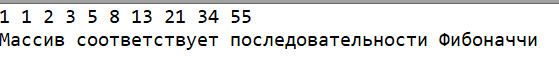 1 1 2 3 5 8 13 21 34 55
Массив соответствует последовательности Фибоначчи